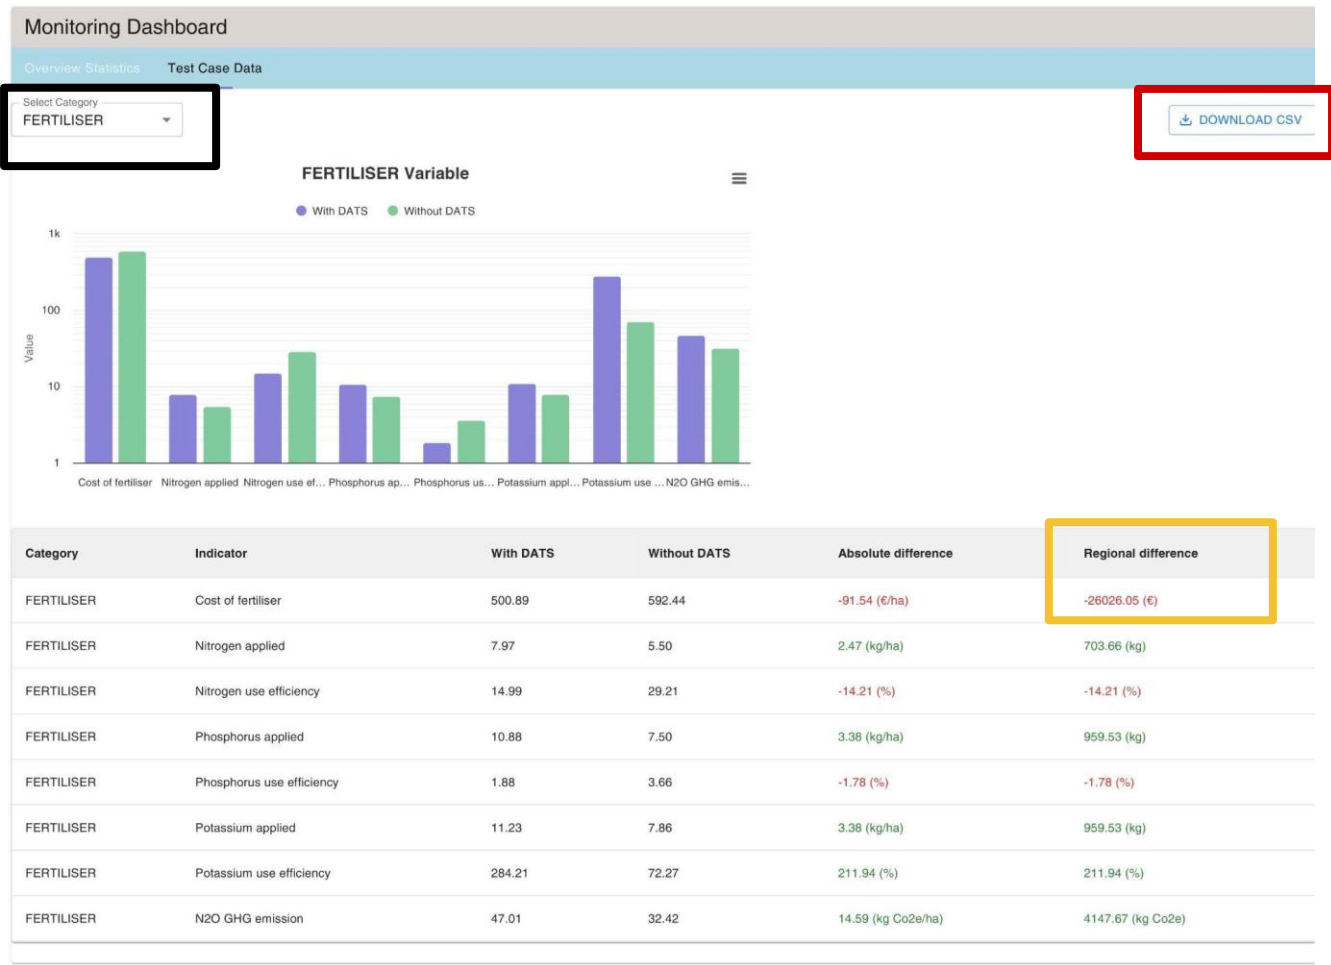 Monitoring Dashboard
Overview Statistics Test Case Data
Select Category
FERTILISER
DOWNLOAD CSV
FERTILISER Variable
With DATS Without DATS
1k
100
10
1
Value
Cost of fertiliser Nitrogen applied Nitrogen use ef... Phosphorus ap... Phosphorus us... Potassium appl... Potassium use ... N2O GHG emis...
Category Indicator With DATS Without DATS Absolute difference Regional difference
FERTILISER Cost of fertiliser 500.89 592.44 -91.54 (€/ha) -26026.05 (€)
FERTILISER Nitrogen applied 7.97 5.50 2.47 (kg/ha) 703.66 (kg)
FERTILISER Nitrogen use efficiency 14.99 29.21 -14.21 (%) -14.21 (%)
FERTILISER Phosphorus applied 10.88 7.50 3.38 (kg/ha) 959.53 (kg)
FERTILISER Phosphorus use efficiency 1.88 3.66 -1.78 (%) -1.78 (%)
FERTILISER Potassium applied 11.23 7.86 3.38 (kg/ha) 959.53 (kg)
FERTILISER Potassium use efficiency 284.21 72.27 211.94 (%) 211.94 (%)
FERTILISER N2O GHG emission 47.01 32.42 14.59 (kg Co2e/ha) 4147.67 (kg Co2e)